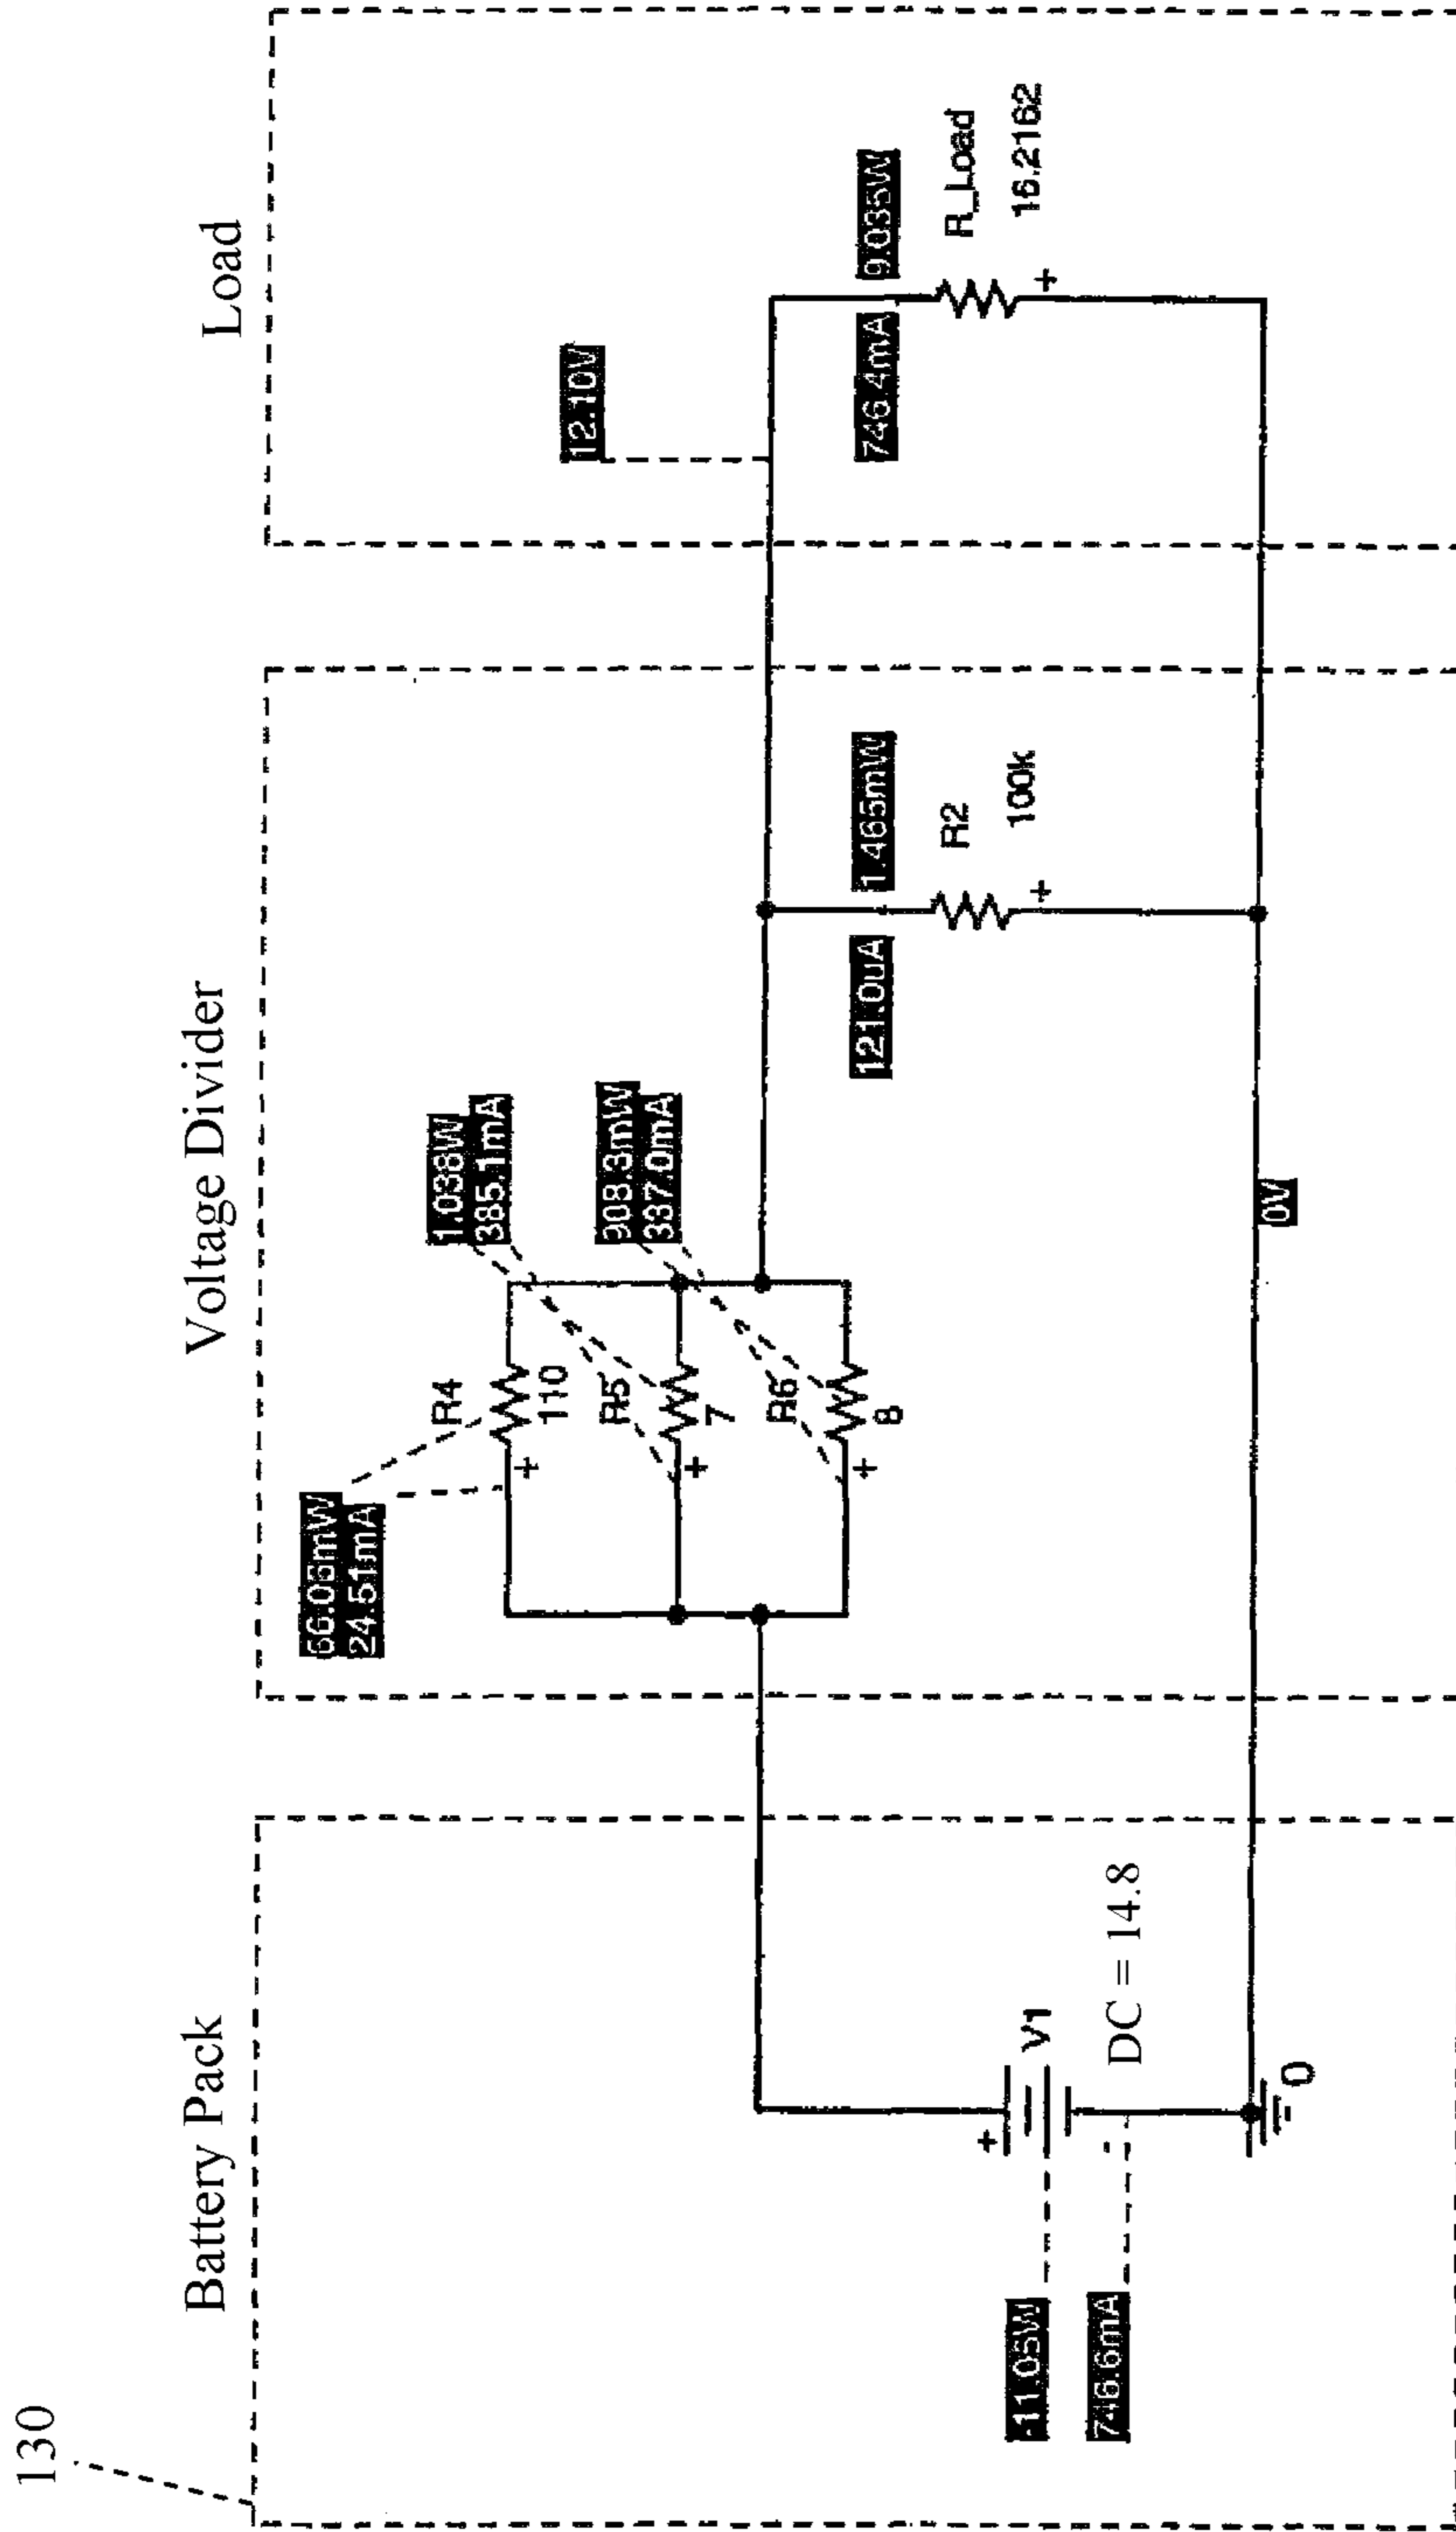 130
Battery Pack
Voltage Divider
Load
66.06mW
24.51mA
R4
110
1.038W
385.1mA
R5
7
908.3mW
337.0mA
R6
8
12.10V
+
+
+
-11.05W
746.6mA
+
-
V1
DC = 14.8
0
0V
121.0uA
1.465mW
R2
100k
+
746.4mA
9.035W
R_Load
16.2162
+